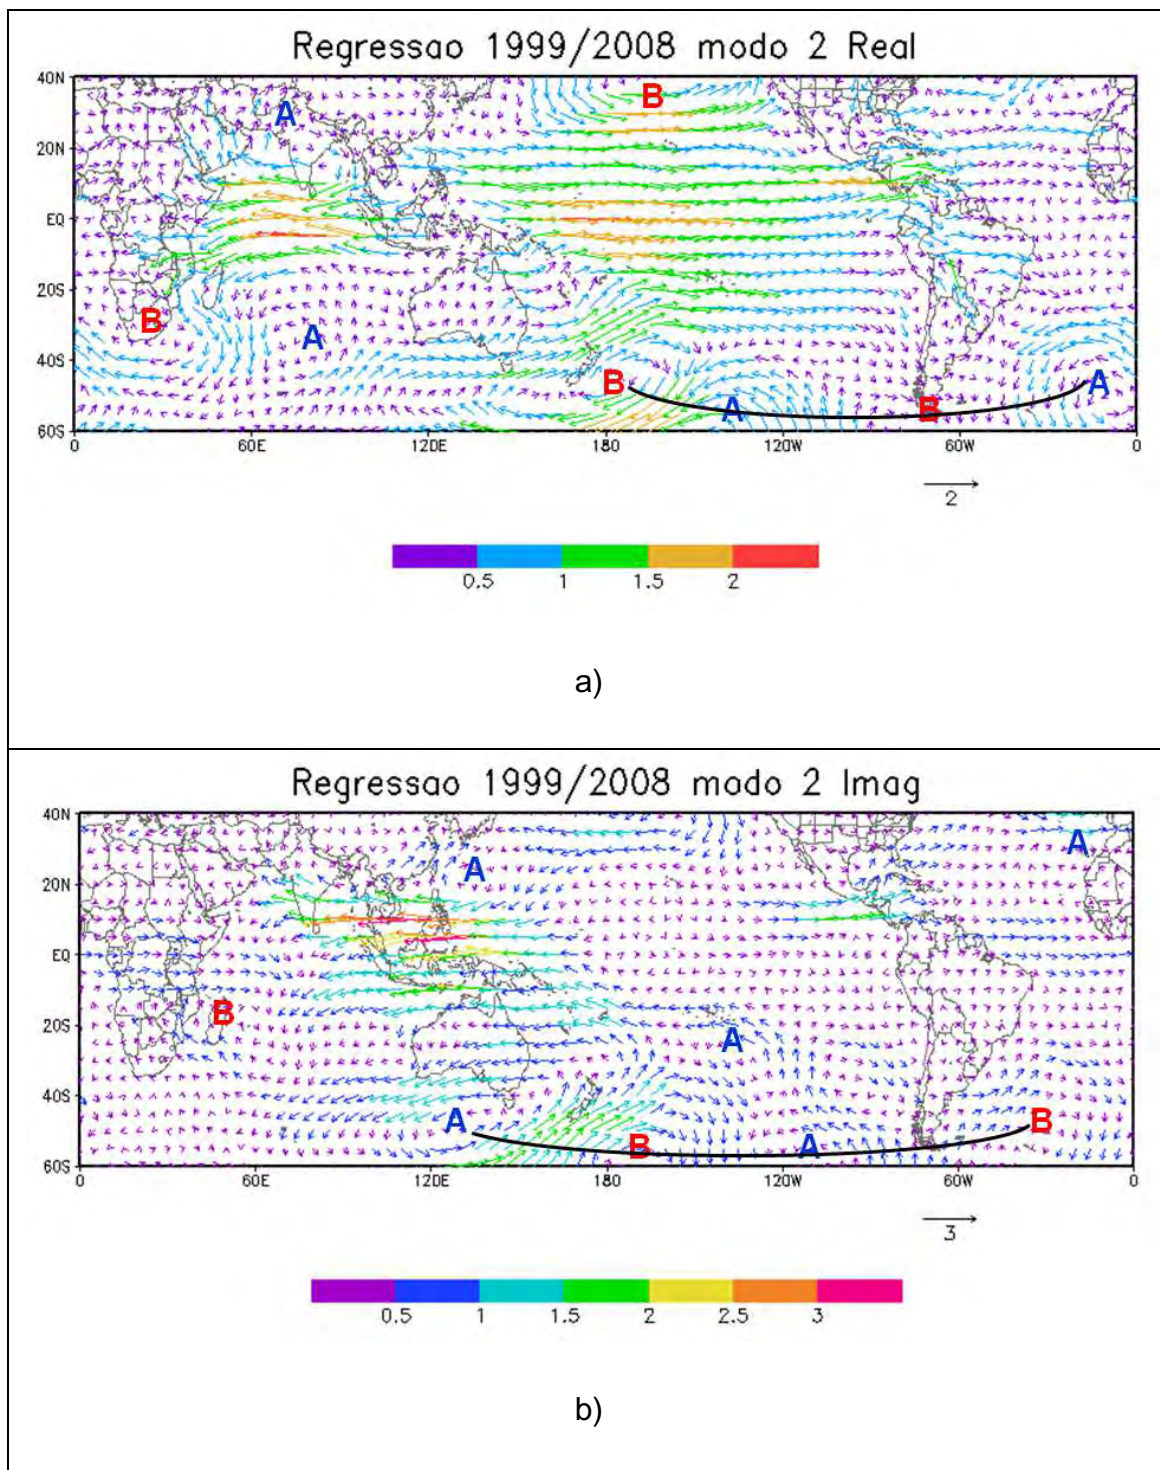 Regressao 1999/2008 modo 2 Real
40N
20N
EQ
20S
40S
60S
A
B
B
A
B
A
B
A
0 60E 120E 180 120W 60W 0
2
0.5 1 1.5 2
a)
Regressao 1999/2008 modo 2 Imag
40N
20N
EQ
20S
40S
60S
A
A
B
A
A
B
A
B
0 60E 120E 180 120W 60W 0
3
0.5 1 1.5 2 2.5 3
b)